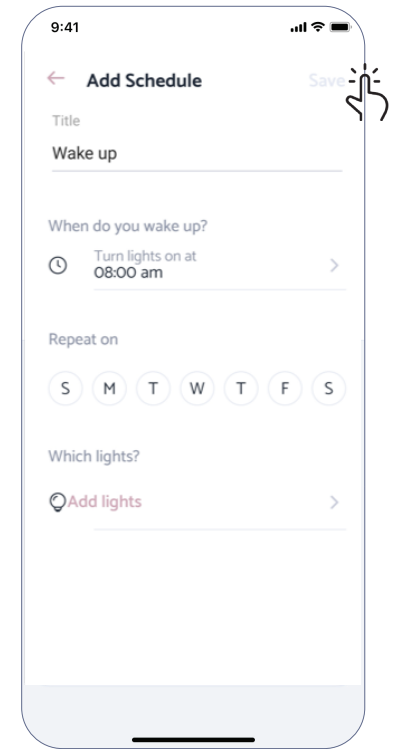 9:41
Add Schedule Save
Title
Wake up
When do you wake up?
Turn lights on at
08:00 am
Repeat on
S M T W T F S
Which lights?
Add lights